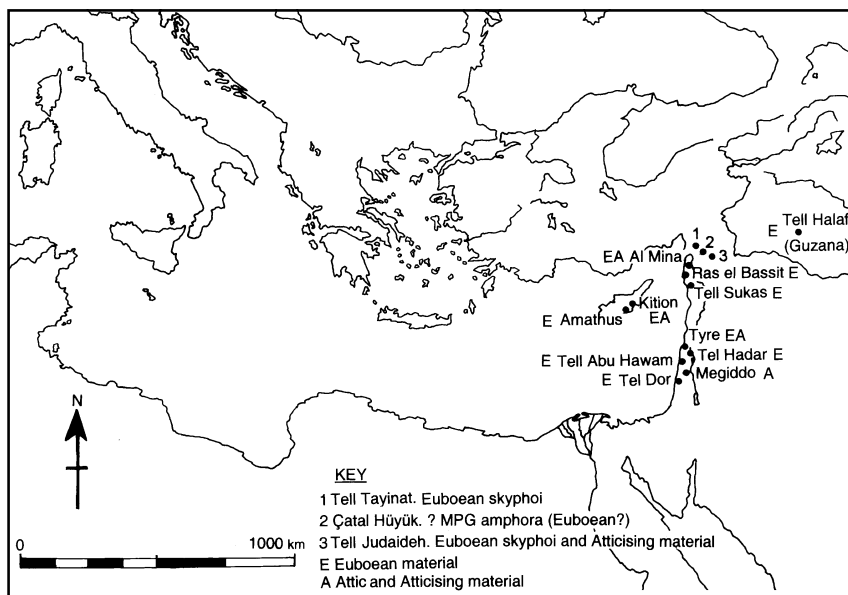 Tell Halaf
E
(Guzana)
1
2
3
EA Al Mina
Ras el Bassit E
Tell Sukas E
Kition
E Amathus
EA
Tyre EA
E Tell Abu Hawam
Tel Hadar E
E Tel Dor
Megiddo A
N
KEY
1 Tell Tayinat. Euboean skyphoi
2 Çatal Hüyük. ? MPG amphora (Euboean?)
3 Tell Judaideh. Euboean skyphoi and Atticising material
E Euboean material
A Attic and Atticising material
0
1000 km